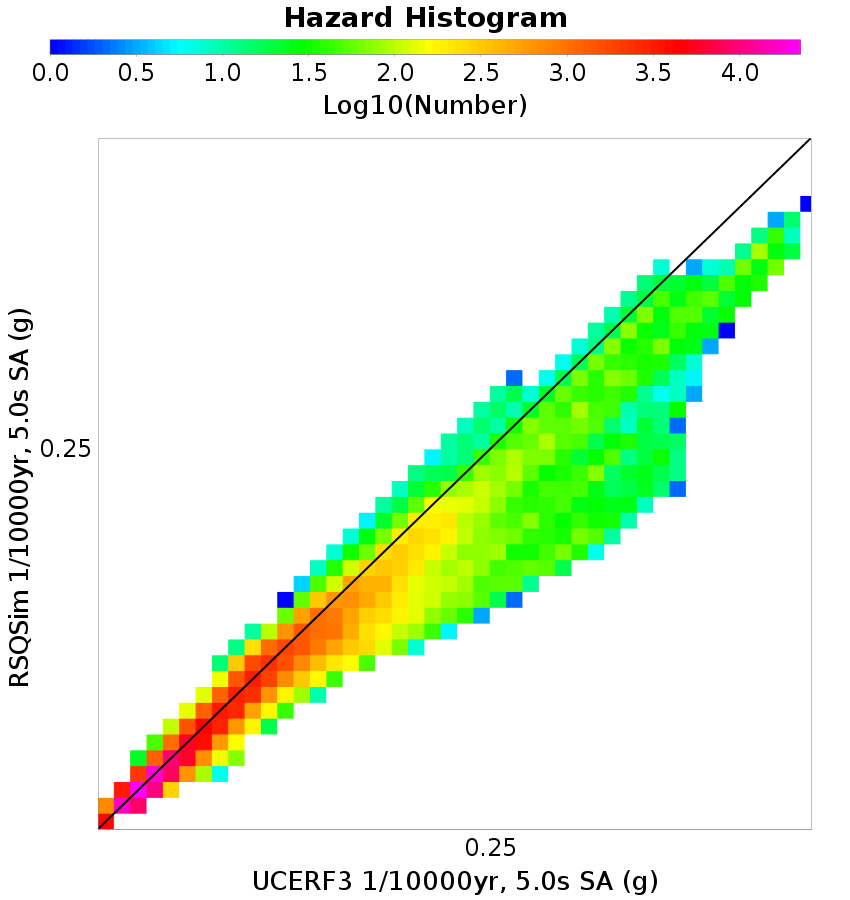 Hazard Histogram
0.0 0.5 1.0 1.5 2.0 2.5 3.0 3.5 4.0
Log10(Number)
RSQSim 1/10000yr, 5.0s SA (g)
0.25
0.25
UCERF3 1/10000yr, 5.0s SA (g)